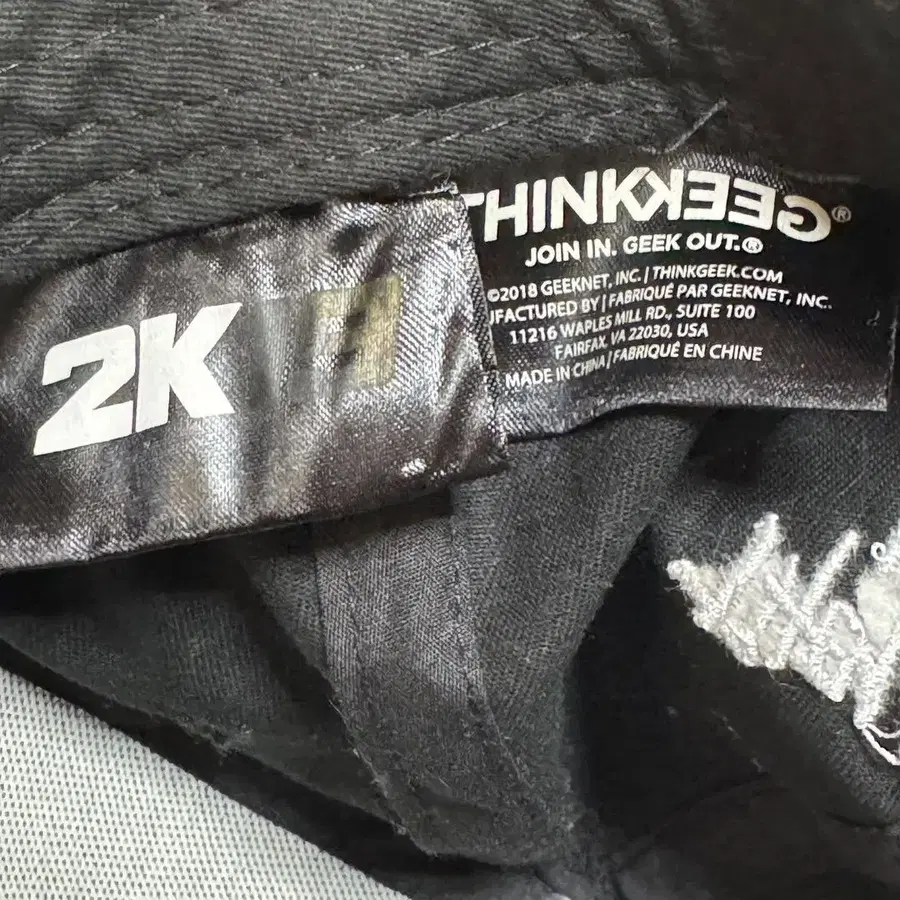 2K
THINKGEEK®
JOIN IN. GEEK OUT.®
©2018 GEEKNET, INC. / THINKGEEK.COM
UFACTURED BY / FABRIQUÉ PAR GEEKNET, INC.
11216 WAPLES MILL RD., SUITE 100
FAIRFAX, VA 22030, USA
MADE IN CHINA / FABRIQUÉ EN CHINE